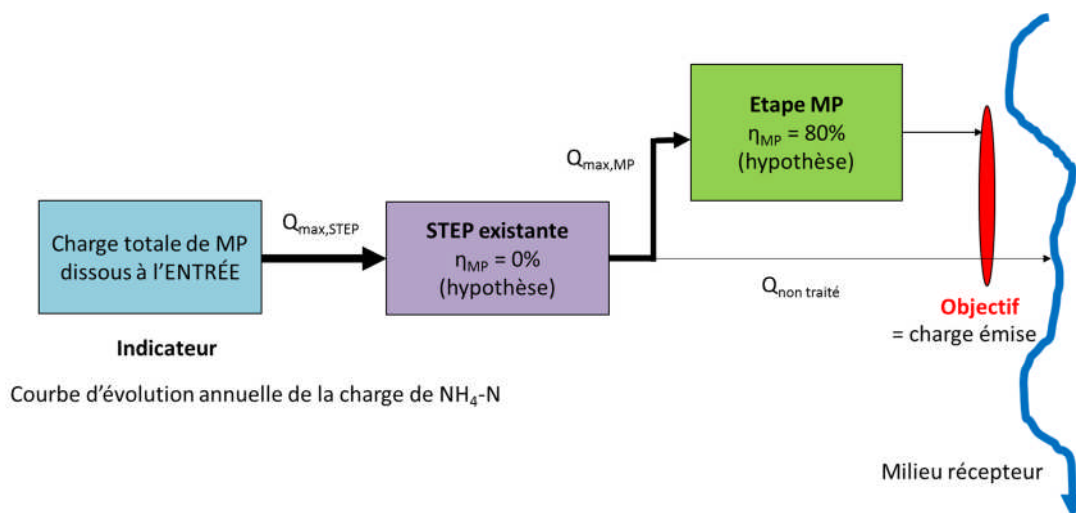 Etape MP
ηMP = 80%
(hypothèse)
Qmax,MP
Qmax,STEP
Charge totale de MP
dissous à l'ENTRÉE
STEP existante
ηMP = 0%
(hypothèse)
Qnon traité
Objectif
= charge émise
Indicateur
Courbe d'évolution annuelle de la charge de NH4-N
Milieu récepteur